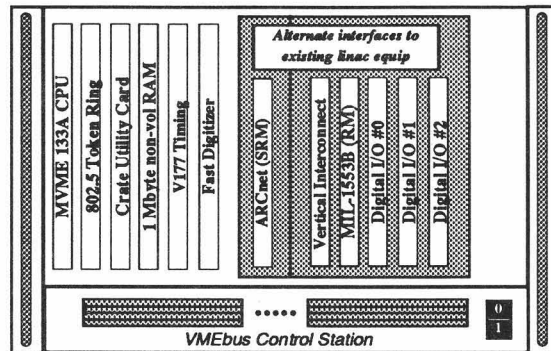 Alternate interfaces to
existing linac equip
MVME 133A CPU
802.5 Token Ring
Crate Utility Card
1 Mbyte non-vol RAM
V177 Timing
Fast Digitizer
ARCnet (SRM)
Vertical Interconnect
MIL-1553B (RM)
Digital I/O #0
Digital I/O #1
Digital I/O #2
0
1
VMEbus Control Station